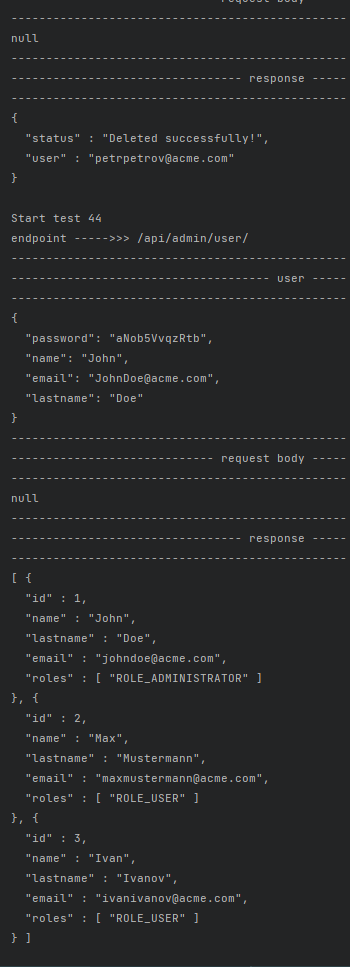 request body
----------------------------------------------
null
----------------------------------------------
--------------------------------- response -----
----------------------------------------------
{
  "status" : "Deleted successfully!",
  "user" : "petrpetrov@acme.com"
}

Start test 44
endpoint ----->>> /api/admin/user/
----------------------------------------------
------------------------------------- user -----
----------------------------------------------
{
  "password": "aNob5VvqzRtb",
  "name": "John",
  "email": "JohnDoe@acme.com",
  "lastname": "Doe"
}
----------------------------------------------
----------------------------- request body -----
----------------------------------------------
null
----------------------------------------------
--------------------------------- response -----
----------------------------------------------
[ {
  "id" : 1,
  "name" : "John",
  "lastname" : "Doe",
  "email" : "johndoe@acme.com",
  "roles" : [ "ROLE_ADMINISTRATOR" ]
}, {
  "id" : 2,
  "name" : "Max",
  "lastname" : "Mustermann",
  "email" : "maxmustermann@acme.com",
  "roles" : [ "ROLE_USER" ]
}, {
  "id" : 3,
  "name" : "Ivan",
  "lastname" : "Ivanov",
  "email" : "ivanivanov@acme.com",
  "roles" : [ "ROLE_USER" ]
} ]